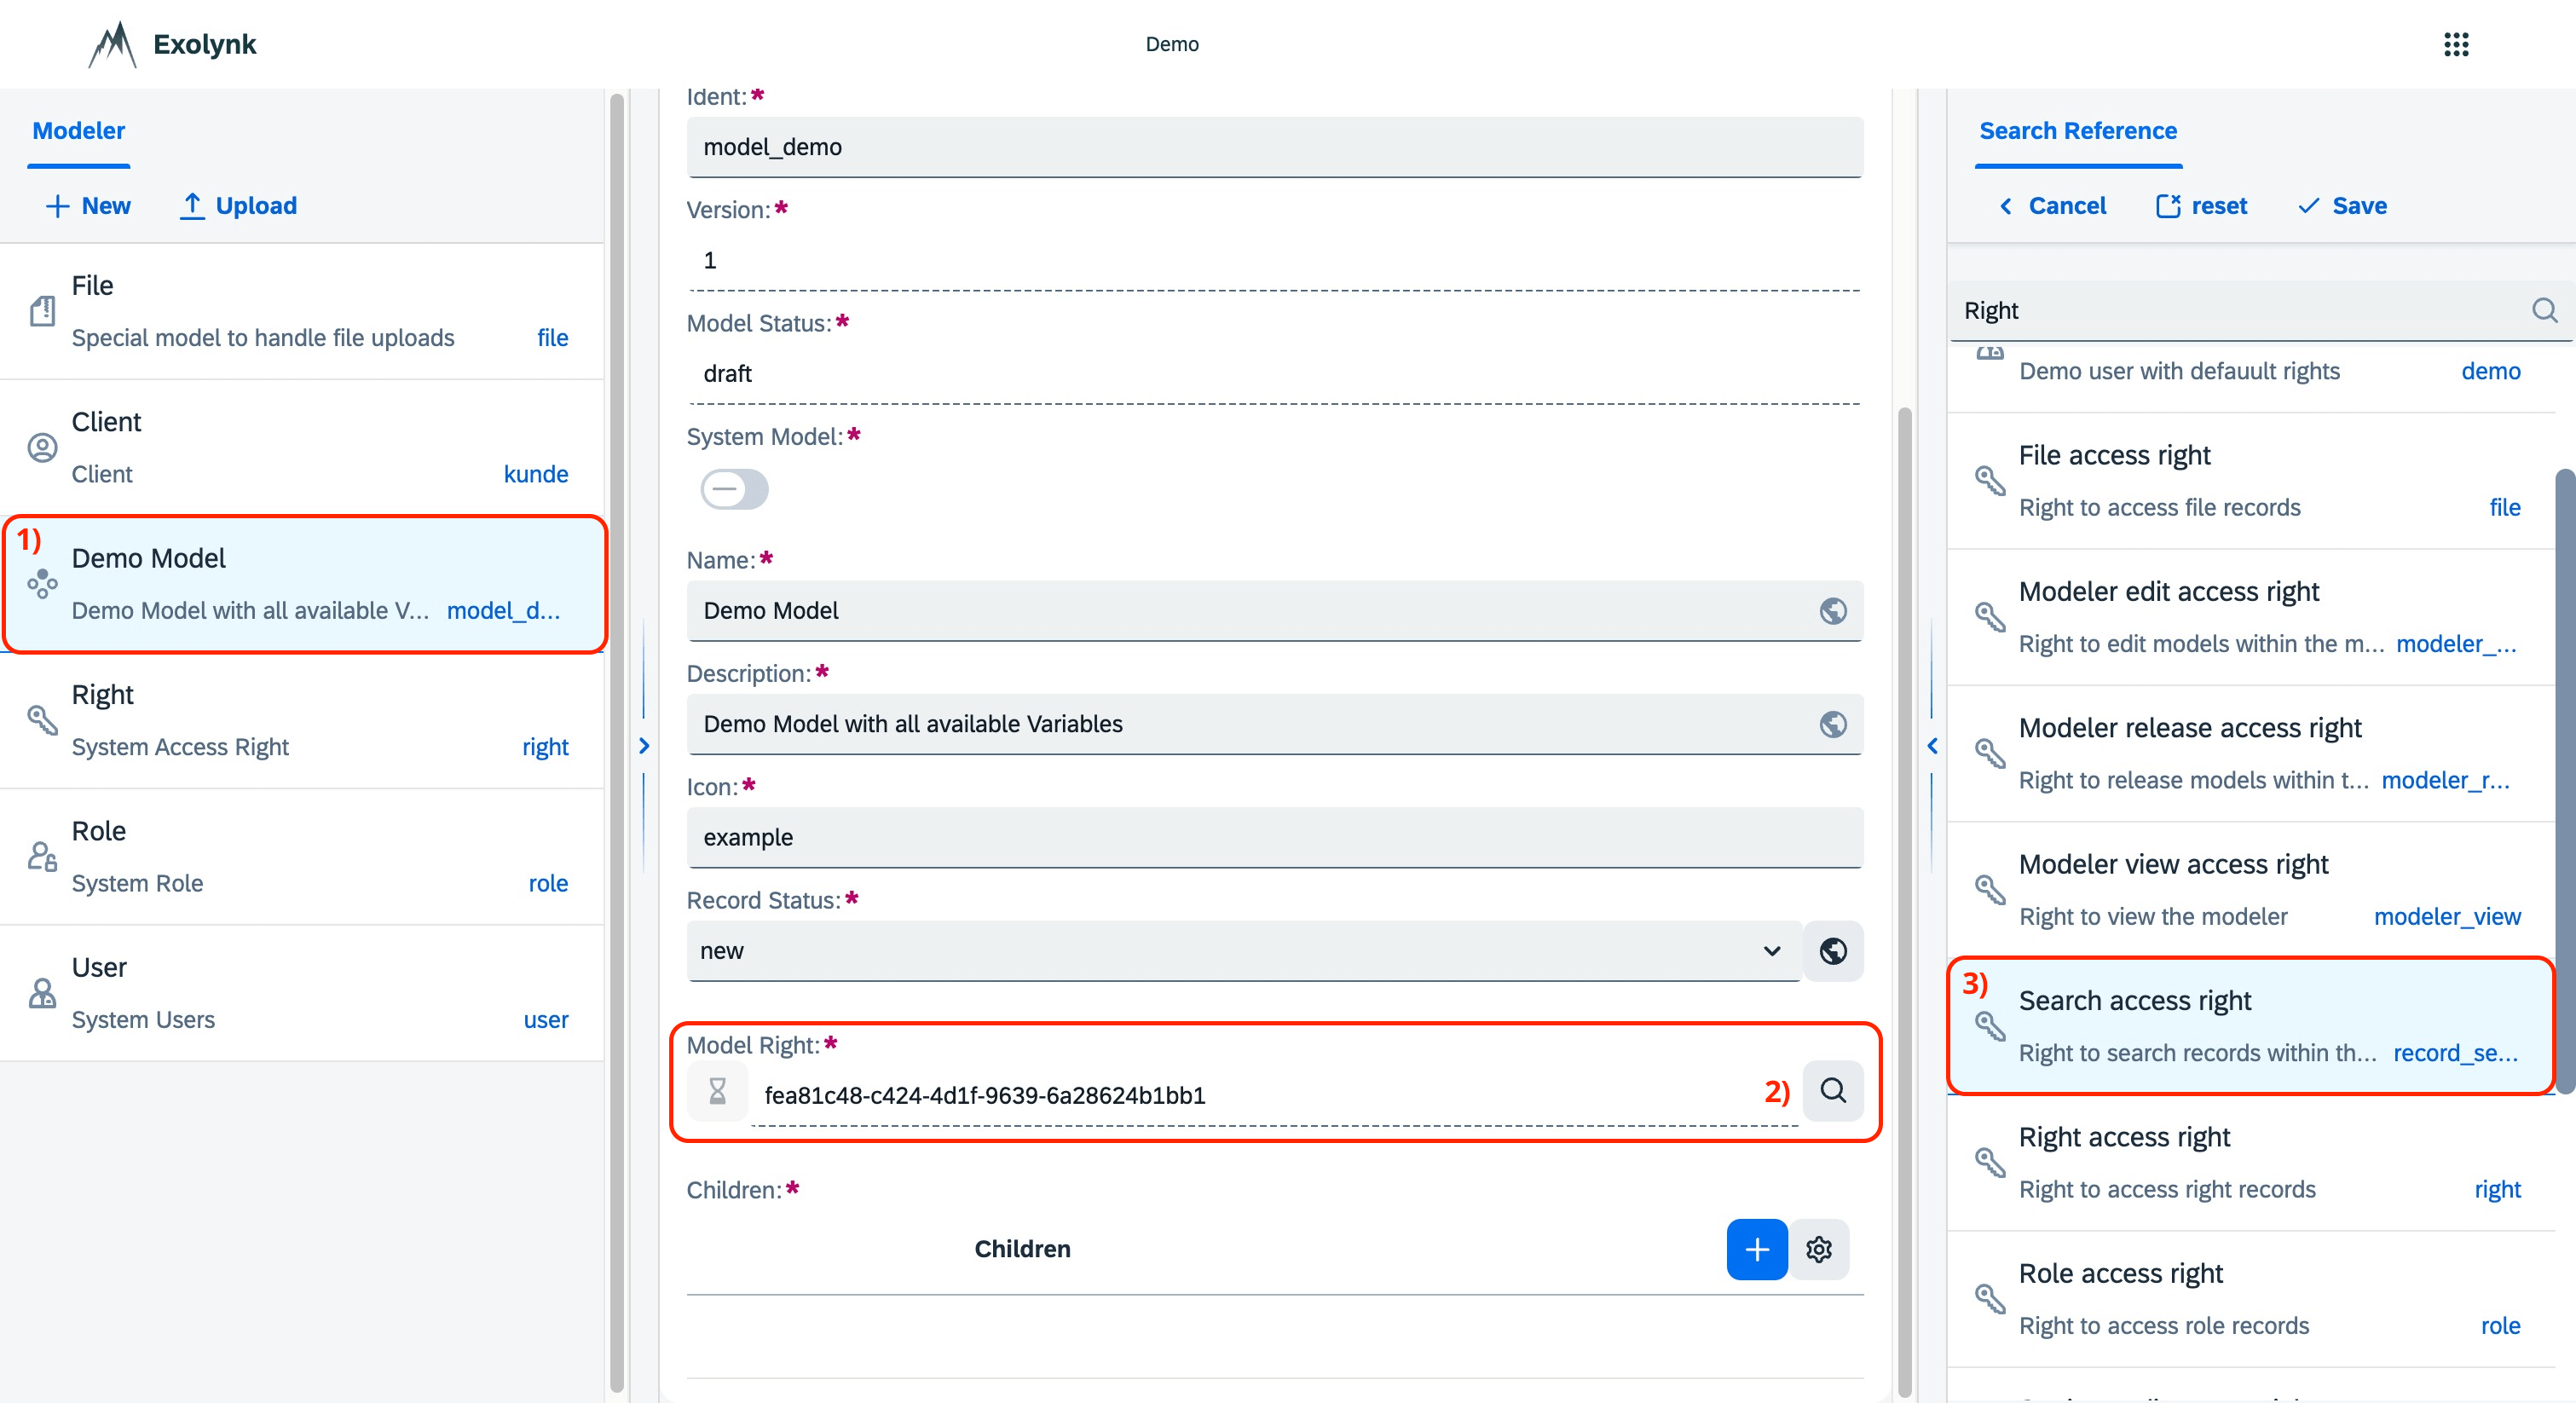 Exolynk
Demo
Modeler
New
Upload
File
Special model to handle file uploads
file
Client
Client
kunde
1)
Demo Model
Demo Model with all available V...
model_d...
Right
System Access Right
right
Role
System Role
role
User
System Users
user
Ident:*
model_demo
Version:*
1
Model Status:*
draft
System Model:*
Name:*
Demo Model
Description:*
Demo Model with all available Variables
Icon:*
example
Record Status:*
new
Model Right:*
fea81c48-c424-4d1f-9639-6a28624b1bb1
2)
Children:*
Children
Search Reference
Cancel
reset
Save
Right
Demo user with defauult rights
demo
File access right
Right to access file records
file
Modeler edit access right
Right to edit models within the m...
modeler_...
Modeler release access right
Right to release models within t...
modeler_r...
Modeler view access right
Right to view the modeler
modeler_view
3)
Search access right
Right to search records within th...
record_se...
Right access right
Right to access right records
right
Role access right
Right to access role records
role